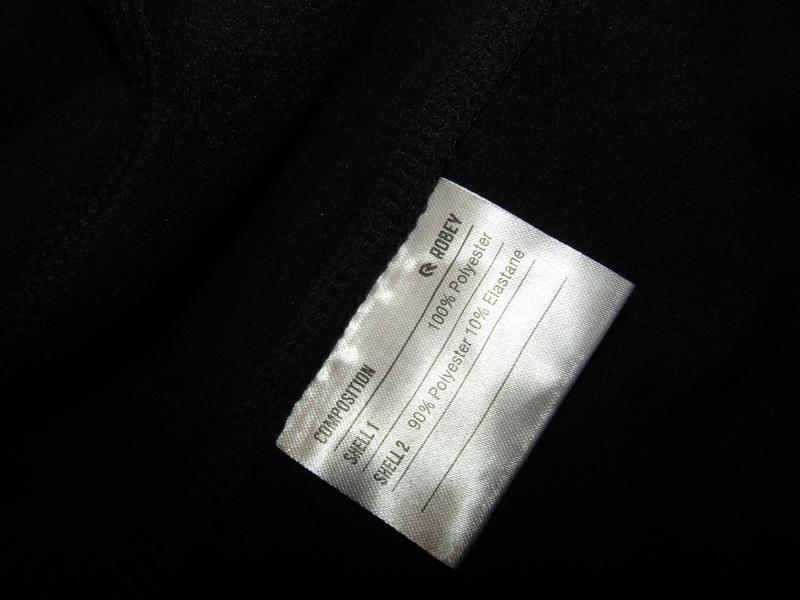 COMPOSITION ROBEY
SHELL 1 100% Polyester
SHELL 2 90% Polyester 10% Elastane